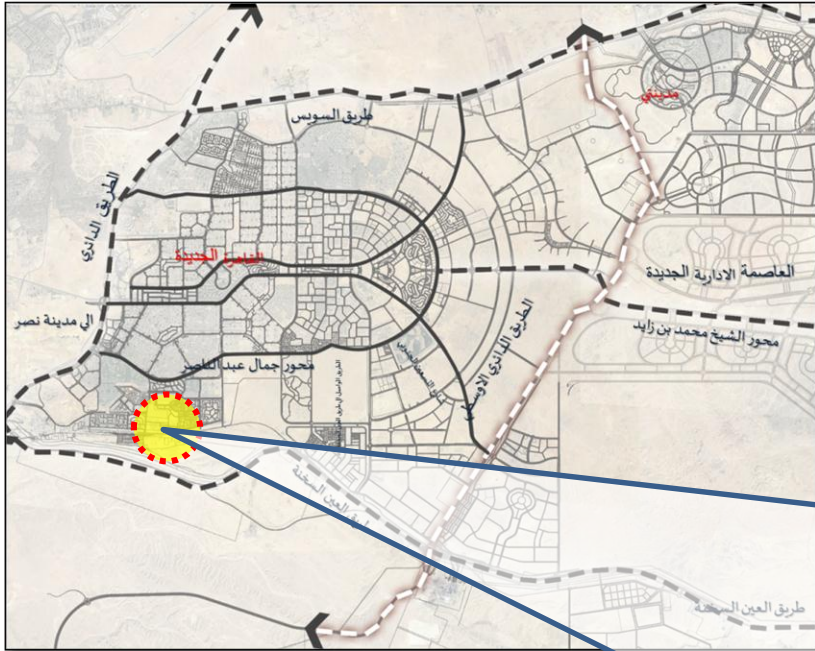 مدينتي
طريق السويس
الطريق الدائري
القاهرة الجديدة
العاصمة الادارية الجديدة
الي مدينة نصر
الطريق الدائري الاوسطي
محور الشيخ محمد بن زايد
محور جمال عبد الناصر
طريق العين السخنة
طريق العين السخنة